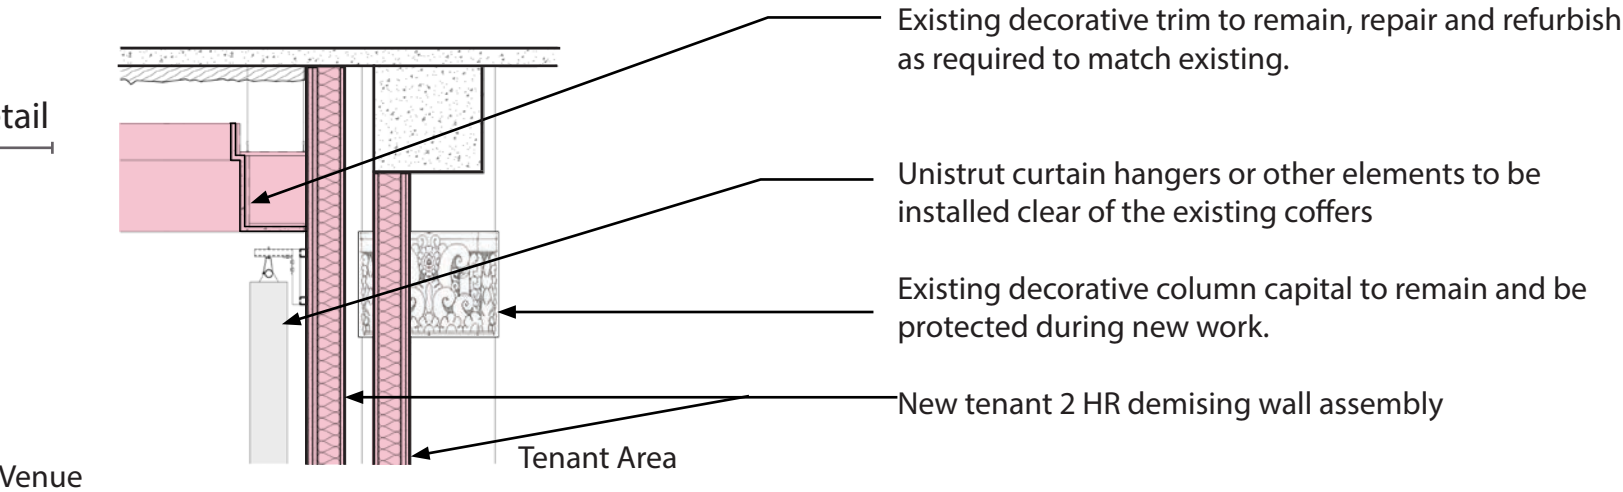 Existing decorative trim to remain, repair and refurbish
as required to match existing.
tail
Unistrut curtain hangers or other elements to be
installed clear of the existing coffers
Existing decorative column capital to remain and be
protected during new work.
New tenant 2 HR demising wall assembly
Tenant Area
Venue